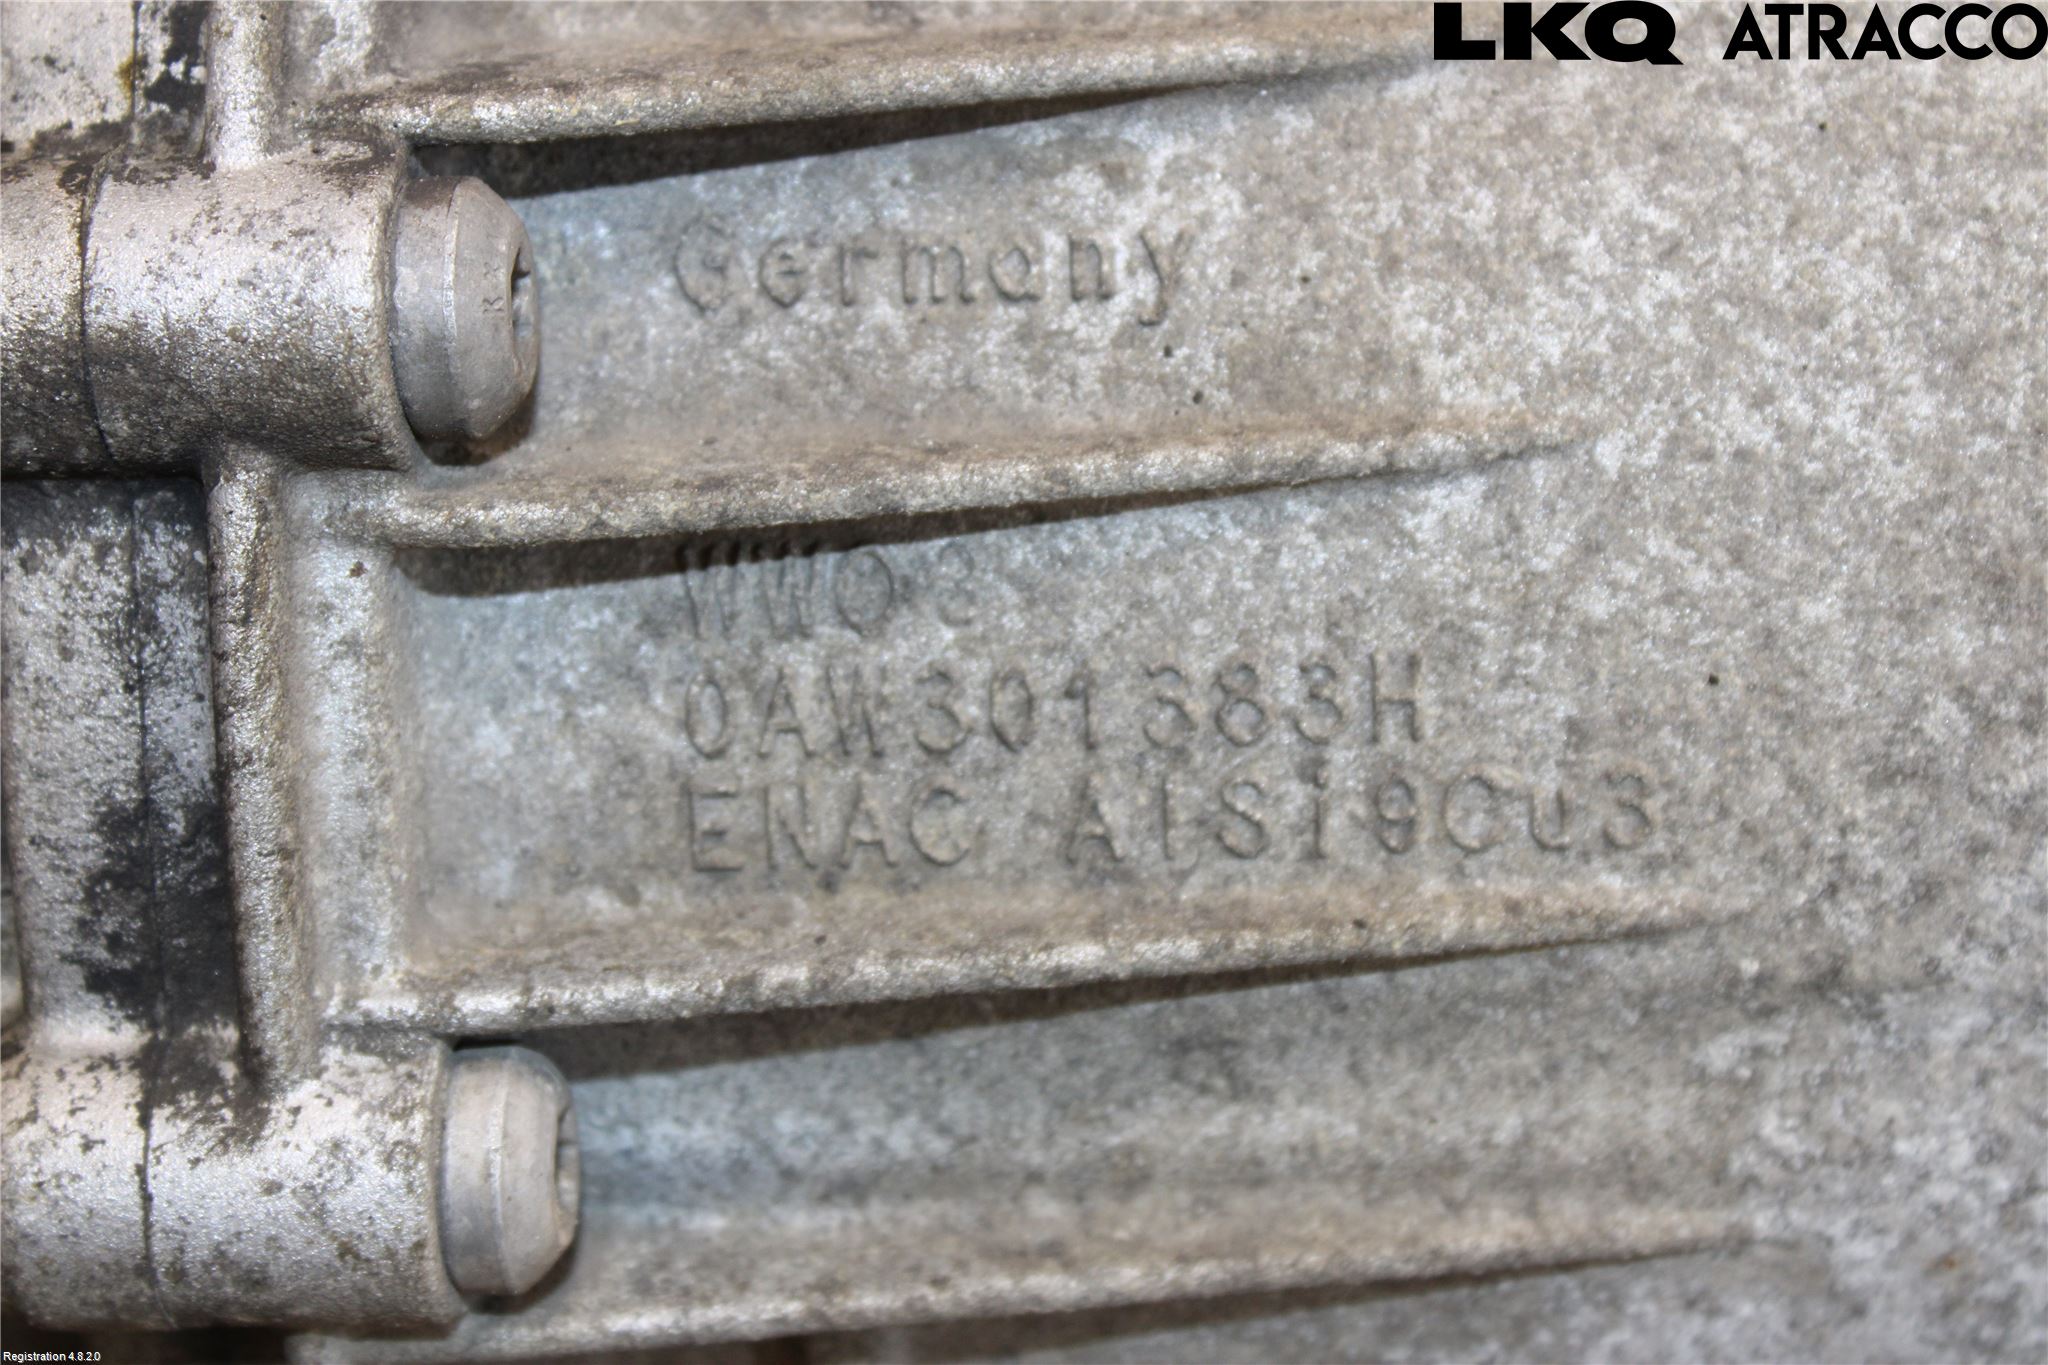 LKQ ATRACCO
Germany
0AW301383H
ENAC AlSi9Cu3
Registration 4.8.2.0